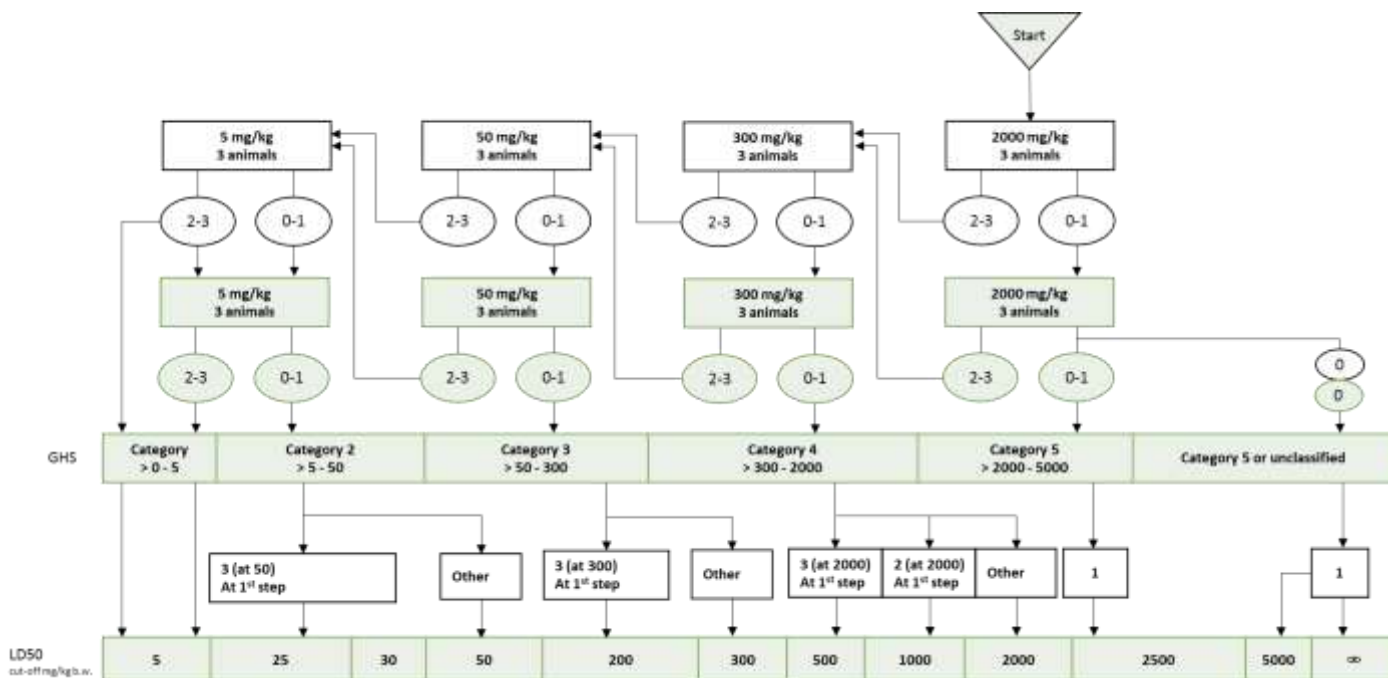 Start
5 mg/kg
3 animals
50 mg/kg
3 animals
300 mg/kg
3 animals
2000 mg/kg
3 animals
2-3
0-1
2-3
0-1
2-3
0-1
2-3
0-1
5 mg/kg
3 animals
50 mg/kg
3 animals
300 mg/kg
3 animals
2000 mg/kg
3 animals
2-3
0-1
2-3
0-1
2-3
0-1
2-3
0-1
0
0
GHS
Category
> 0 - 5
Category 2
> 5 - 50
Category 3
> 50 - 300
Category 4
> 300 - 2000
Category 5
> 2000 - 5000
Category 5 or unclassified
3 (at 50)
At 1st step
Other
3 (at 300)
At 1st step
Other
3 (at 2000)
At 1st step
2 (at 2000)
At 1st step
Other
1
1
LD50
cut-off mg/kg b.w.
5
25
30
50
200
300
500
1000
2000
2500
5000
∞